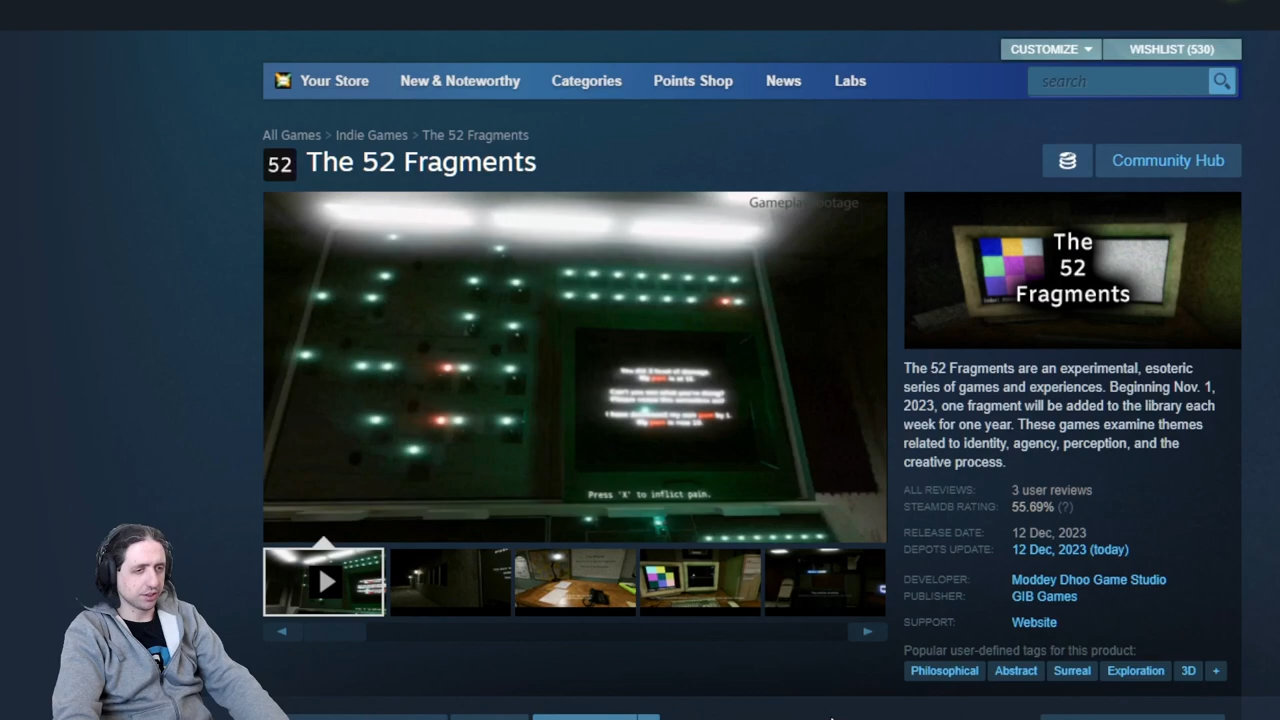 CUSTOMIZE
WISHLIST (530)
Your Store
New & Noteworthy
Categories
Points Shop
News
Labs
search
All Games > Indie Games > The 52 Fragments
52
The 52 Fragments
Community Hub
Gameplay Footage
Press 'X' to inflict pain.
The
52
Fragments
The 52 Fragments are an experimental, esoteric
series of games and experiences. Beginning Nov. 1,
2023, one fragment will be added to the library each
week for one year. These games examine themes
related to identity, agency, perception, and the
creative process.
ALL REVIEWS: 3 user reviews
STEAMDB RATING: 55.69% (?)
RELEASE DATE: 12 Dec, 2023
DEPOTS UPDATE: 12 Dec, 2023 (today)
DEVELOPER: Moddey Dhoo Game Studio
PUBLISHER: GIB Games
SUPPORT: Website
Popular user-defined tags for this product:
Philosophical
Abstract
Surreal
Exploration
3D
+